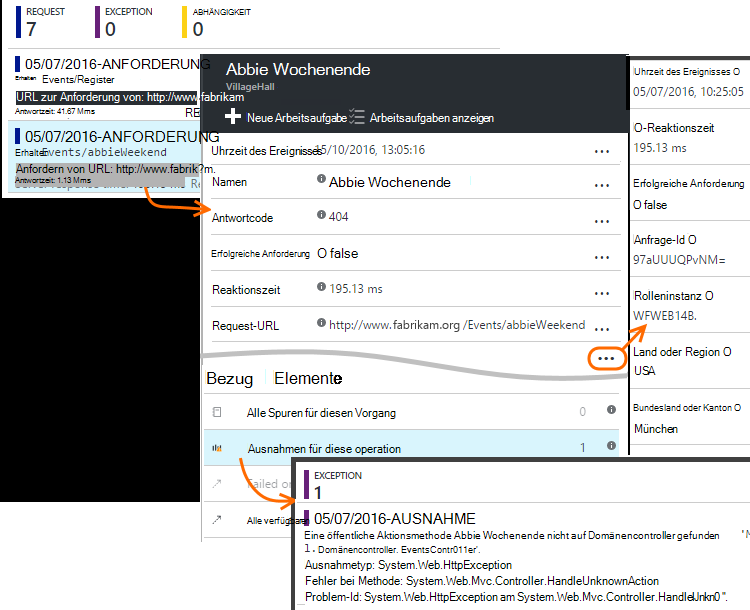 REQUEST
7
EXCEPTION
0
ABHÄNGIGKEIT
0
05/07/2016-ANFORDERUNG
Erhalten Events/Register
URL zur Anforderung von: http://www.fabrikam
Antwortzeit: 41.67 Mms
RE
05/07/2016-ANFORDERUNG
Erhalten Events/abbieWeekend
Anfordern von URL: http://www.fabrik?m.
Antwortzeit: 1.13 Mms
Abbie Wochenende
VillageHall
Neue Arbeitsaufgabe
Arbeitsaufgaben anzeigen
Uhrzeit des Ereignisses
5/10/2016, 13:05:16
Namen
Abbie Wochenende
Antwortcode
404
Erfolgreiche Anforderung
O false
Reaktionszeit
195.13 ms
Request-URL
http://www.fabrikam.org /Events/abbieWeekend
Bezug
Elemente
Alle Spuren für diesen Vorgang 0
Ausnahmen für diese operation 1
Failed
Uhrzeit des Ereignisses O
05/07/2016, 10:25:05
O-Reaktionszeit
195.13 ms
Erfolgreiche Anforderung
O false
Anfrage-Id O
97aUUUQPvNM=
Rolleninstanz O
WFWEB14B.
Land oder Region O
USA
Bundesland oder Kanton O
München
EXCEPTION
1
05/07/2016-AUSNAHME
Eine öffentliche Aktionsmethode Abbie Wochenende nicht auf Domänencontroller gefunden
1. Domänencontroller. EventsContr011er'.
Ausnahmetyp: System.Web.HttpException
Fehler bei Methode: System.Web.Mvc.Controller.HandleUnknownAction
Problem-Id: System.Web.HttpException am System.Web.Mvc.Controller.HandleUnkn0".